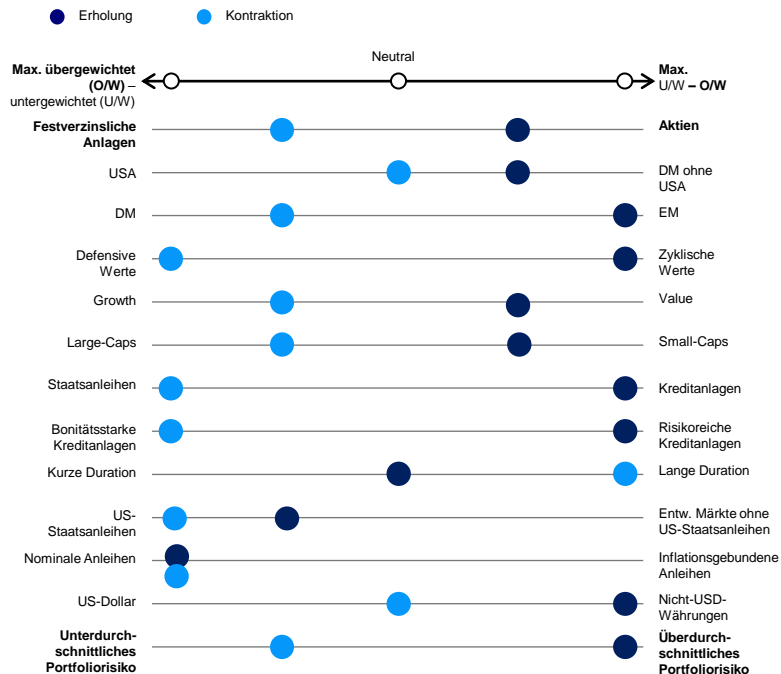 Erholung
Kontraktion
Neutral
Max. übergewichtet
(O/W) –
untergewichtet (U/W)
Max.
U/W – O/W
Festverzinsliche
Anlagen
Aktien
USA
DM ohne
USA
DM
EM
Defensive
Werte
Zyklische
Werte
Growth
Value
Large-Caps
Small-Caps
Staatsanleihen
Kreditanlagen
Bonitätsstarke
Kreditanlagen
Risikoreiche
Kreditanlagen
Kurze Duration
Lange Duration
US-
Staatsanleihen
Entw. Märkte ohne
US-Staatsanleihen
Nominale Anleihen
Inflationsgebundene
Anleihen
US-Dollar
Nicht-USD-
Währungen
Unterdurch-
schnittliches
Portfoliorisiko
Überdurch-
schnittliches
Portfoliorisiko